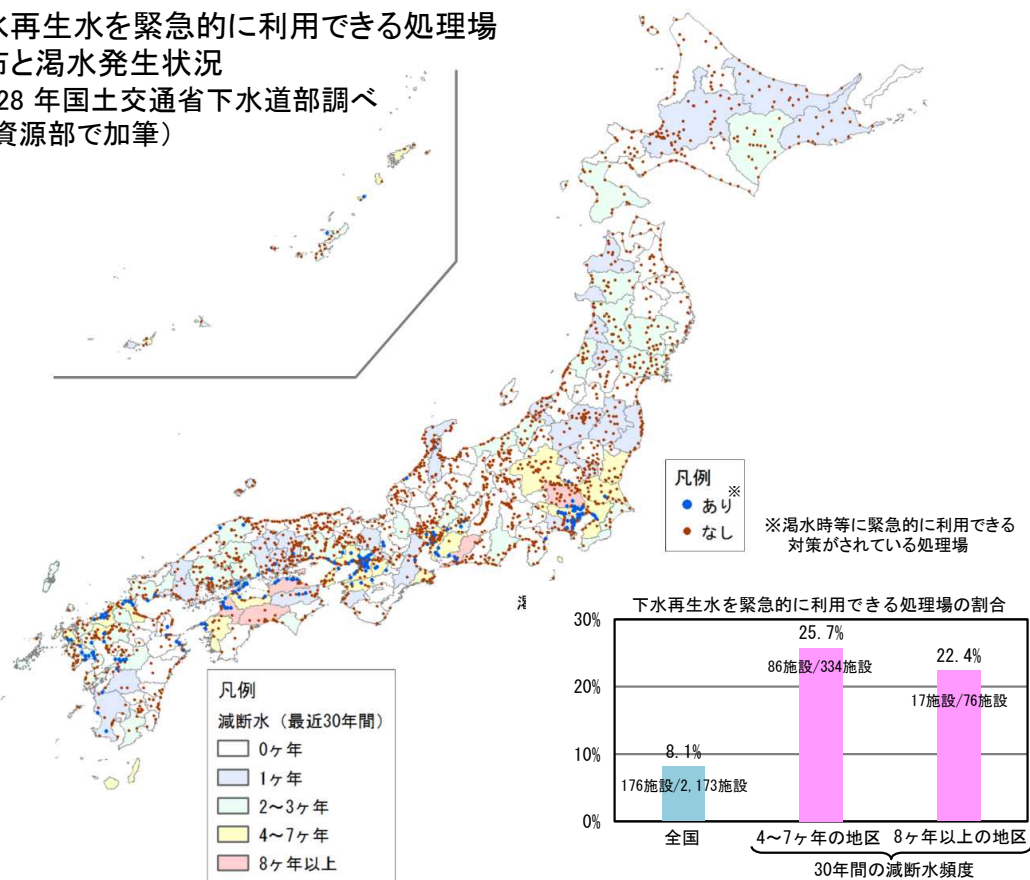 水再生水を緊急的に利用できる処理場
布と渇水発生状況
28 年国土交通省下水道部調べ
資源部で加筆）
凡例
あり※
なし
※渇水時等に緊急的に利用できる
対策がされている処理場
凡例
減断水（最近30年間）
0ヶ年
1ヶ年
2～3ヶ年
4～7ヶ年
8ヶ年以上
下水再生水を緊急的に利用できる処理場の割合
30%
20%
10%
0%
8.1%
176施設/2,173施設
25.7%
86施設/334施設
22.4%
17施設/76施設
全国
4～7ヶ年の地区
8ヶ年以上の地区
30年間の減断水頻度